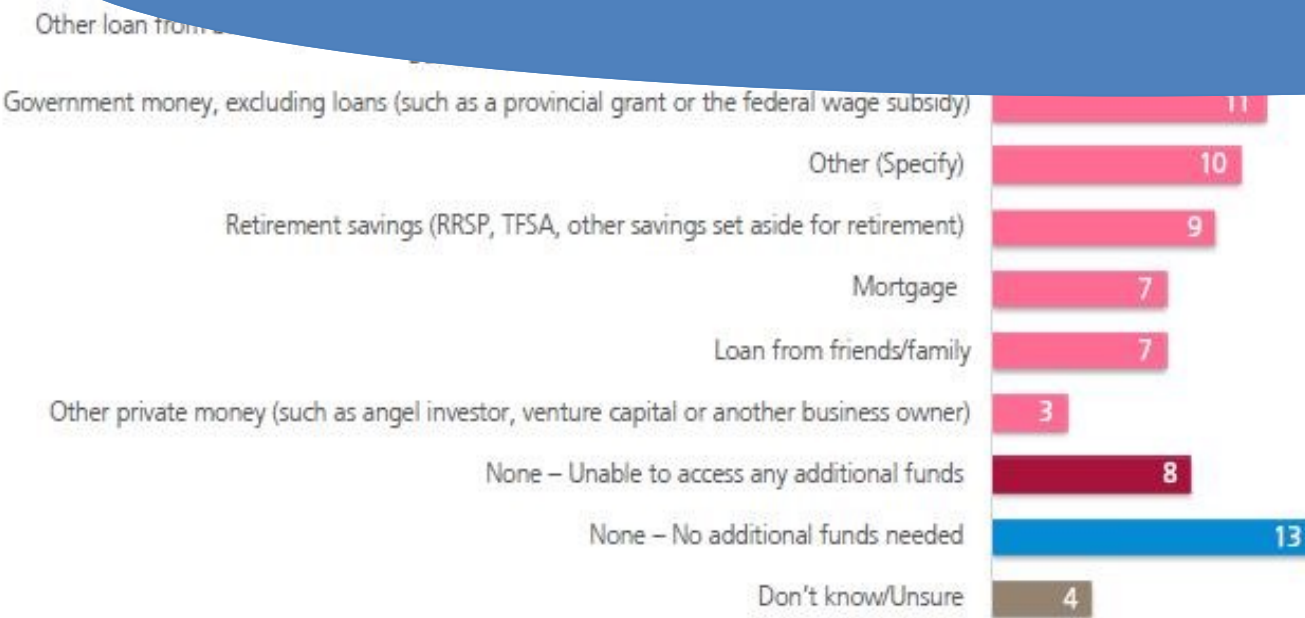 Other loan from
Government money, excluding loans (such as a provincial grant or the federal wage subsidy) 11
Other (Specify) 10
Retirement savings (RRSP, TFSA, other savings set aside for retirement) 9
Mortgage 7
Loan from friends/family 7
Other private money (such as angel investor, venture capital or another business owner) 3
None – Unable to access any additional funds 8
None – No additional funds needed 13
Don't know/Unsure 4